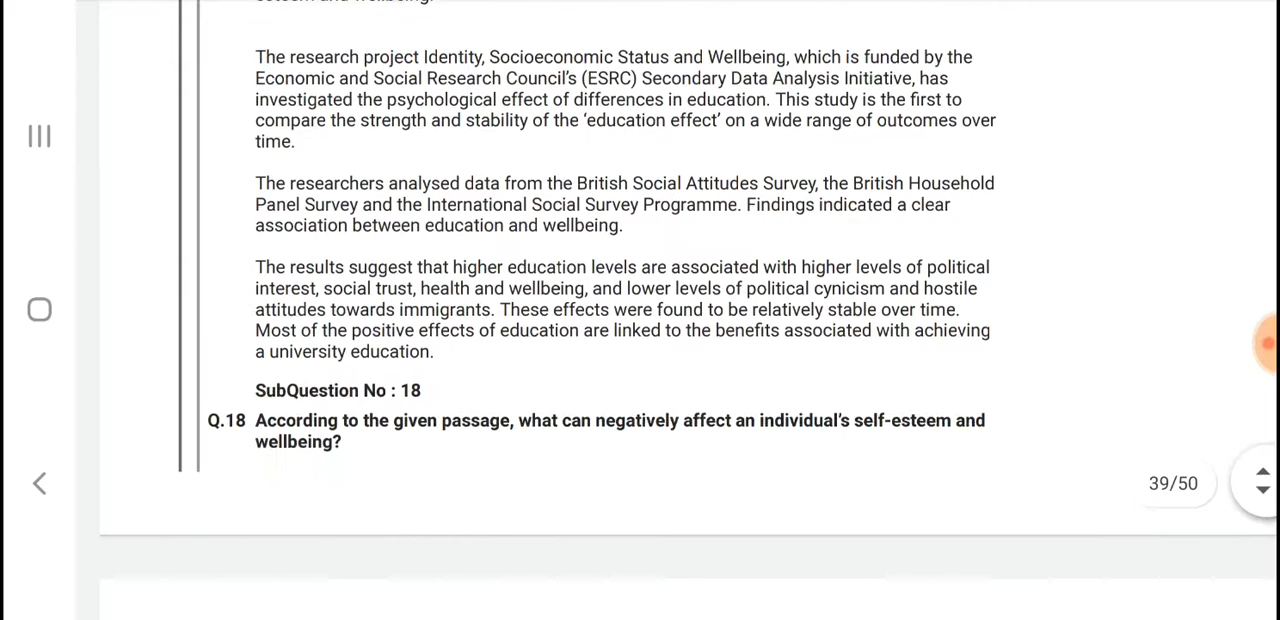 The research project Identity, Socioeconomic Status and Wellbeing, which is funded by the
Economic and Social Research Council's (ESRC) Secondary Data Analysis Initiative, has
investigated the psychological effect of differences in education. This study is the first to
compare the strength and stability of the ‘education effect’ on a wide range of outcomes over
time.
The researchers analysed data from the British Social Attitudes Survey, the British Household
Panel Survey and the International Social Survey Programme. Findings indicated a clear
association between education and wellbeing.
The results suggest that higher education levels are associated with higher levels of political
interest, social trust, health and wellbeing, and lower levels of political cynicism and hostile
attitudes towards immigrants. These effects were found to be relatively stable over time.
Most of the positive effects of education are linked to the benefits associated with achieving
a university education.
SubQuestion No : 18
Q.18 According to the given passage, what can negatively affect an individual's self-esteem and
wellbeing?
39/50